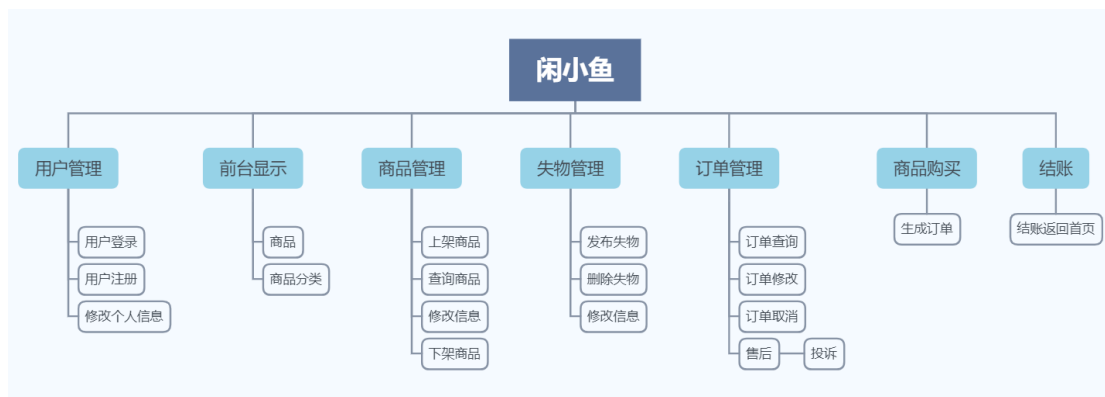 闲小鱼
用户管理
前台显示
商品管理
失物管理
订单管理
商品购买
结账
用户登录
用户注册
修改个人信息
商品
商品分类
上架商品
查询商品
修改信息
下架商品
发布失物
删除失物
修改信息
订单查询
订单修改
订单取消
售后
投诉
生成订单
结账返回首页